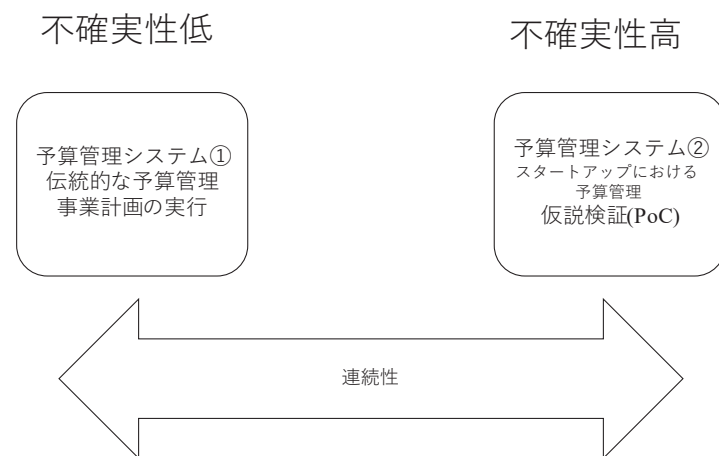 不確実性低
不確実性高
予算管理システム①
伝統的な予算管理
事業計画の実行
予算管理システム②
スタートアップにおける
予算管理
仮説検証(PoC)
連続性